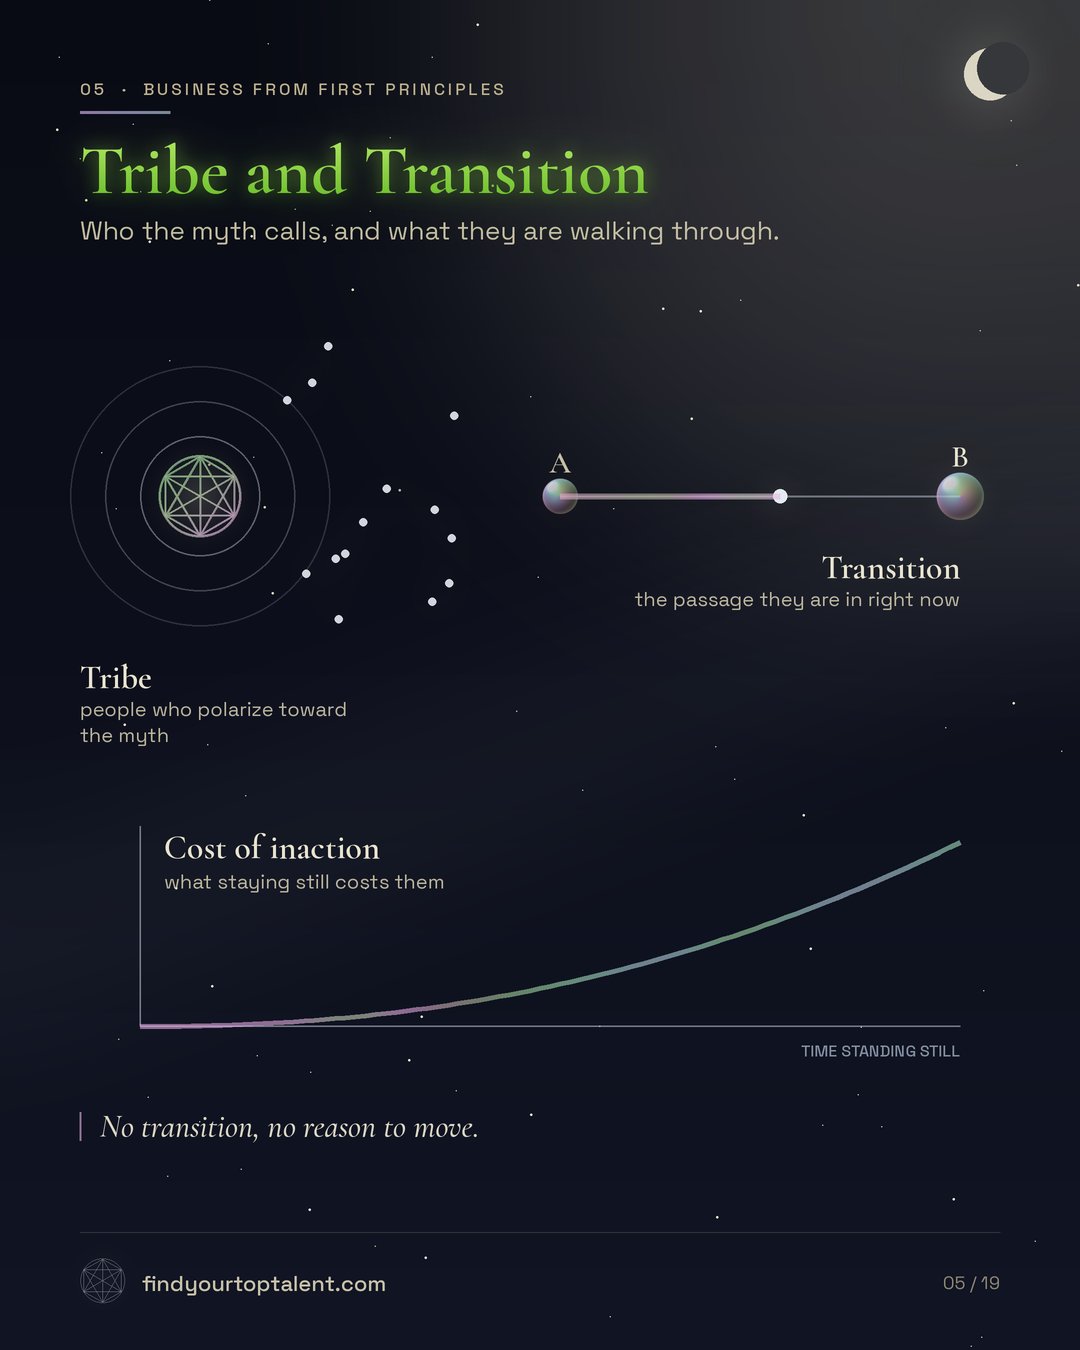 05 · BUSINESS FROM FIRST PRINCIPLES
Tribe and Transition
Who the myth calls, and what they are walking through.
A
B
Transition
the passage they are in right now
Tribe
people who polarize toward
the myth
Cost of inaction
what staying still costs them
TIME STANDING STILL
No transition, no reason to move.
findyourtoptalent.com
05 / 19